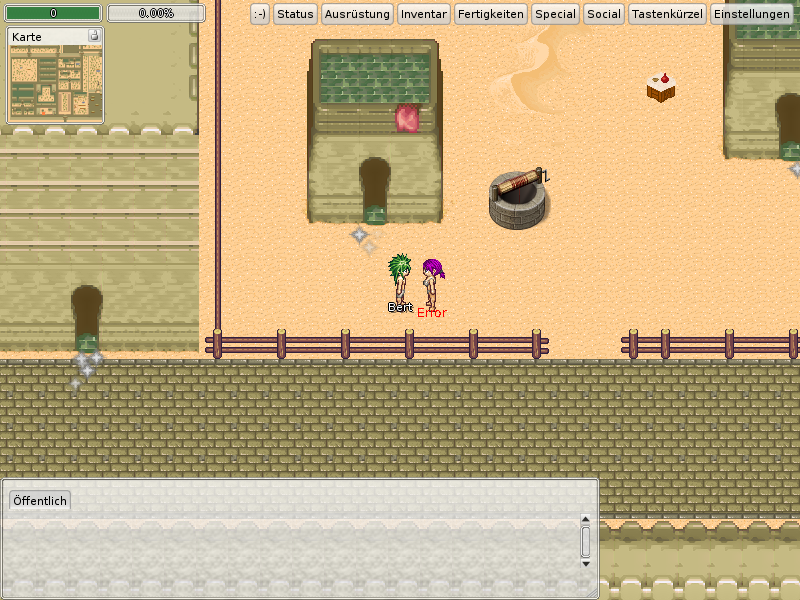 0 0.00% :-) Status Ausrüstung Inventar Fertigkeiten Special Social Tastenkürzel Einstellungen
Karte
Bert
Error
Öffentlich